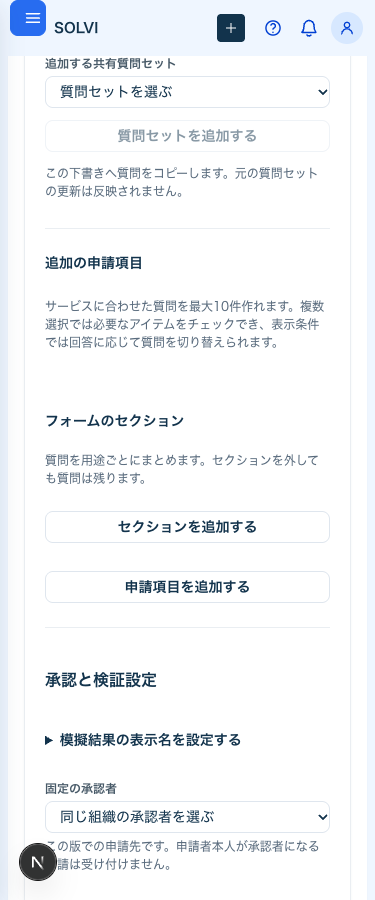 SOLVI
追加する共有質問セット
質問セットを選ぶ
質問セットを追加する
この下書きへ質問をコピーします。元の質問セット
の更新は反映されません。
追加の申請項目
サービスに合わせた質問を最大10件作れます。複数
選択では必要なアイテムをチェックでき、表示条件
では回答に応じて質問を切り替えられます。
フォームのセクション
質問を用途ごとにまとめます。セクションを外して
も質問は残ります。
セクションを追加する
申請項目を追加する
承認と検証設定
模擬結果の表示名を設定する
固定の承認者
同じ組織の承認者を選ぶ
この版での申請先です。申請者本人が承認者になる
請は受け付けません。
N